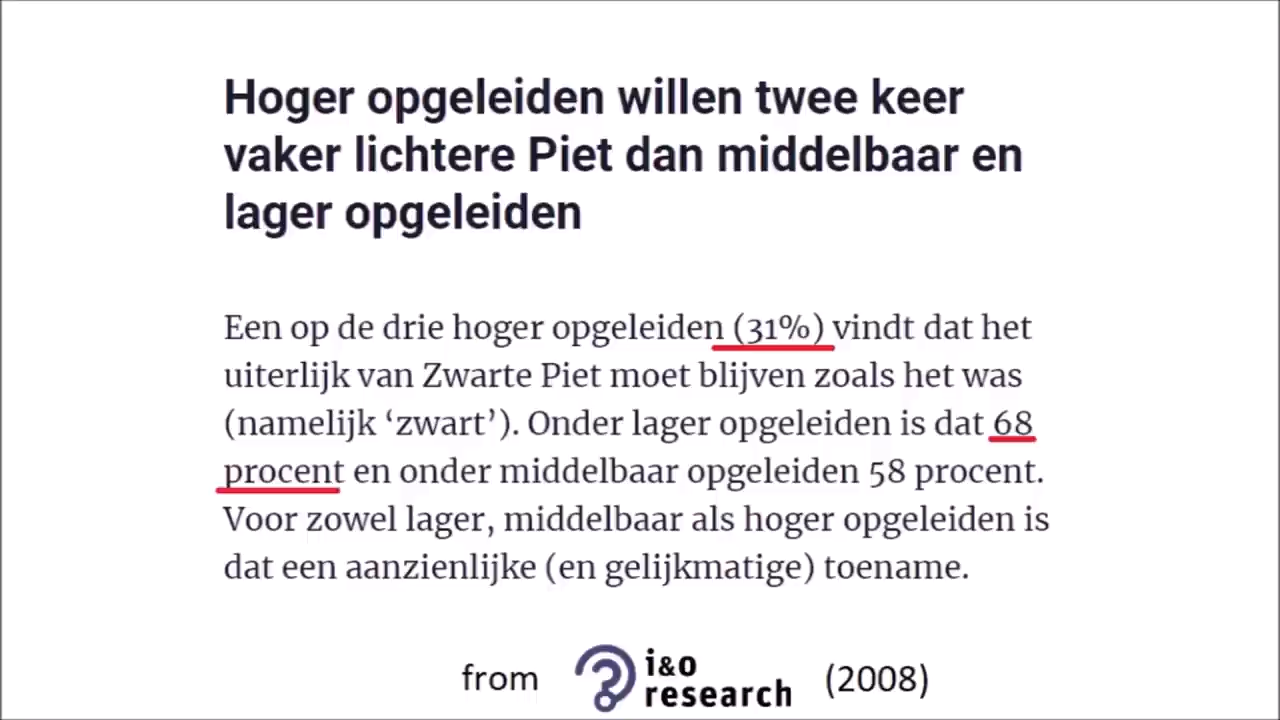 Hoger opgeleiden willen twee keer
vaker lichtere Piet dan middelbaar en
lager opgeleiden
Een op de drie hoger opgeleiden (31%) vindt dat het
uiterlijk van Zwarte Piet moet blijven zoals het was
(namelijk ‘zwart’). Onder lager opgeleiden is dat 68
procent en onder middelbaar opgeleiden 58 procent.
Voor zowel lager, middelbaar als hoger opgeleiden is
dat een aanzienlijke (en gelijkmatige) toename.
from i&o research (2008)